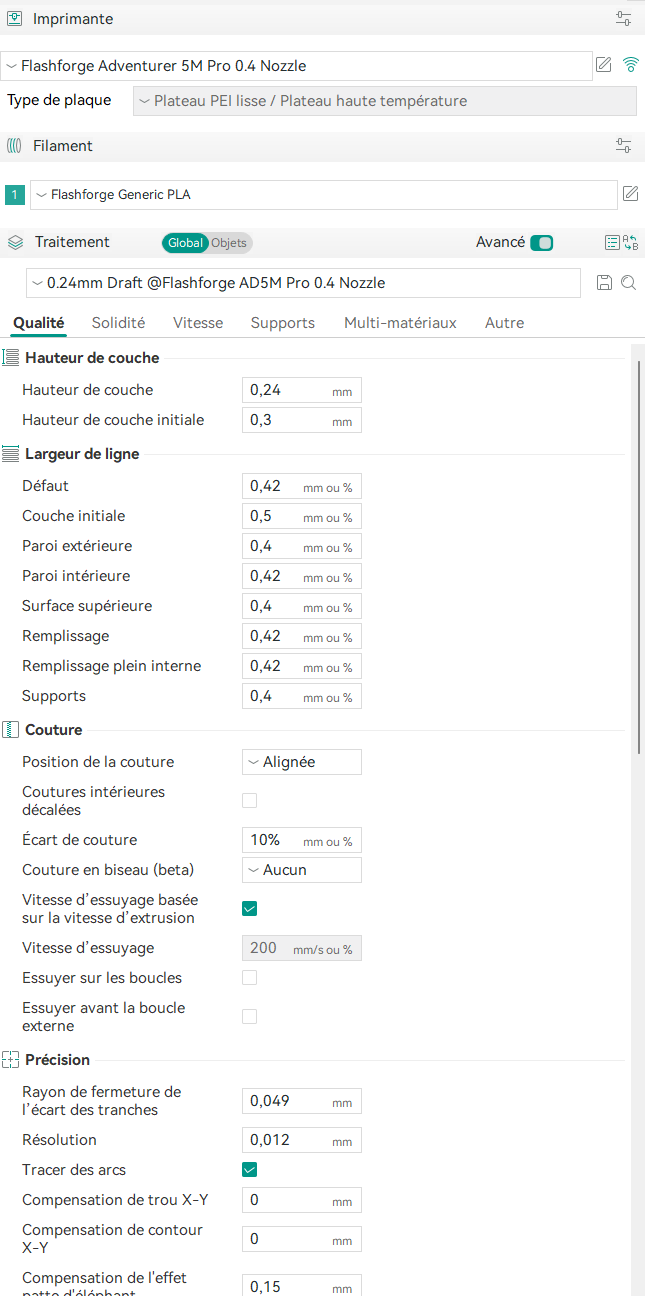 Imprimante
Flashforge Adventurer 5M Pro 0.4 Nozzle
Type de plaque Plateau PEI lisse / Plateau haute température
Filament
1 Flashforge Generic PLA
Traitement Global Objets Avancé
0.24mm Draft @Flashforge AD5M Pro 0.4 Nozzle
Qualité Solidité Vitesse Supports Multi-matériaux Autre
Hauteur de couche
Hauteur de couche 0,24 mm
Hauteur de couche initiale 0,3 mm
Largeur de ligne
Défaut 0,42 mm ou %
Couche initiale 0,5 mm ou %
Paroi extérieure 0,4 mm ou %
Paroi intérieure 0,42 mm ou %
Surface supérieure 0,4 mm ou %
Remplissage 0,42 mm ou %
Remplissage plein interne 0,42 mm ou %
Supports 0,4 mm ou %
Couture
Position de la couture Alignée
Coutures intérieures
décalées
Écart de couture 10% mm ou %
Couture en biseau (beta) Aucun
Vitesse d’essuyage basée
sur la vitesse d’extrusion
Vitesse d’essuyage 200 mm/s ou %
Essuyer sur les boucles
Essuyer avant la boucle
externe
Précision
Rayon de fermeture de
l’écart des tranches 0,049 mm
Résolution 0,012 mm
Tracer des arcs
Compensation de trou X-Y 0 mm
Compensation de contour
X-Y 0 mm
Compensation de l'effet
patte d'éléphant 0,15 mm